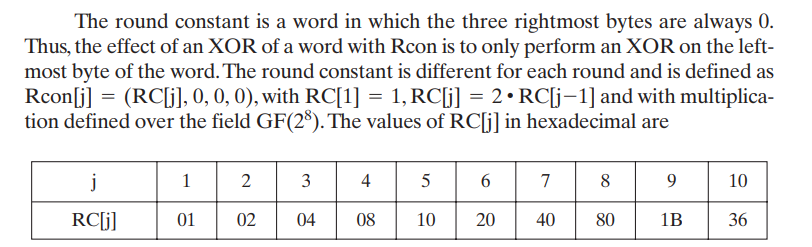 The round constant is a word in which the three rightmost bytes are always 0.
Thus, the effect of an XOR of a word with Rcon is to only perform an XOR on the left-
most byte of the word. The round constant is different for each round and is defined as
Rcon[j] = (RC[j], 0, 0, 0), with RC[1] = 1, RC[j] = 2 • RC[j−1] and with multiplica-
tion defined over the field GF(2⁸). The values of RC[j] in hexadecimal are
j 1 2 3 4 5 6 7 8 9 10
RC[j] 01 02 04 08 10 20 40 80 1B 36